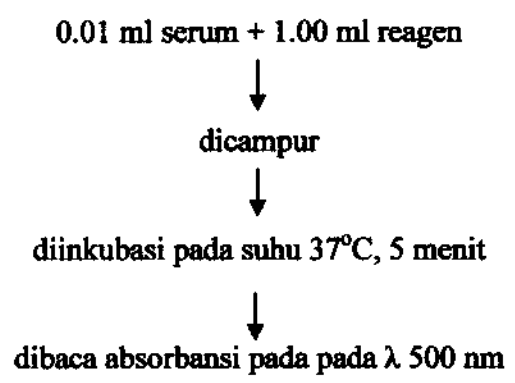 0.01 ml serum + 1.00 ml reagen
dicampur
diinkubasi pada suhu 37°C, 5 menit
dibaca absorbansi pada pada λ 500 nm